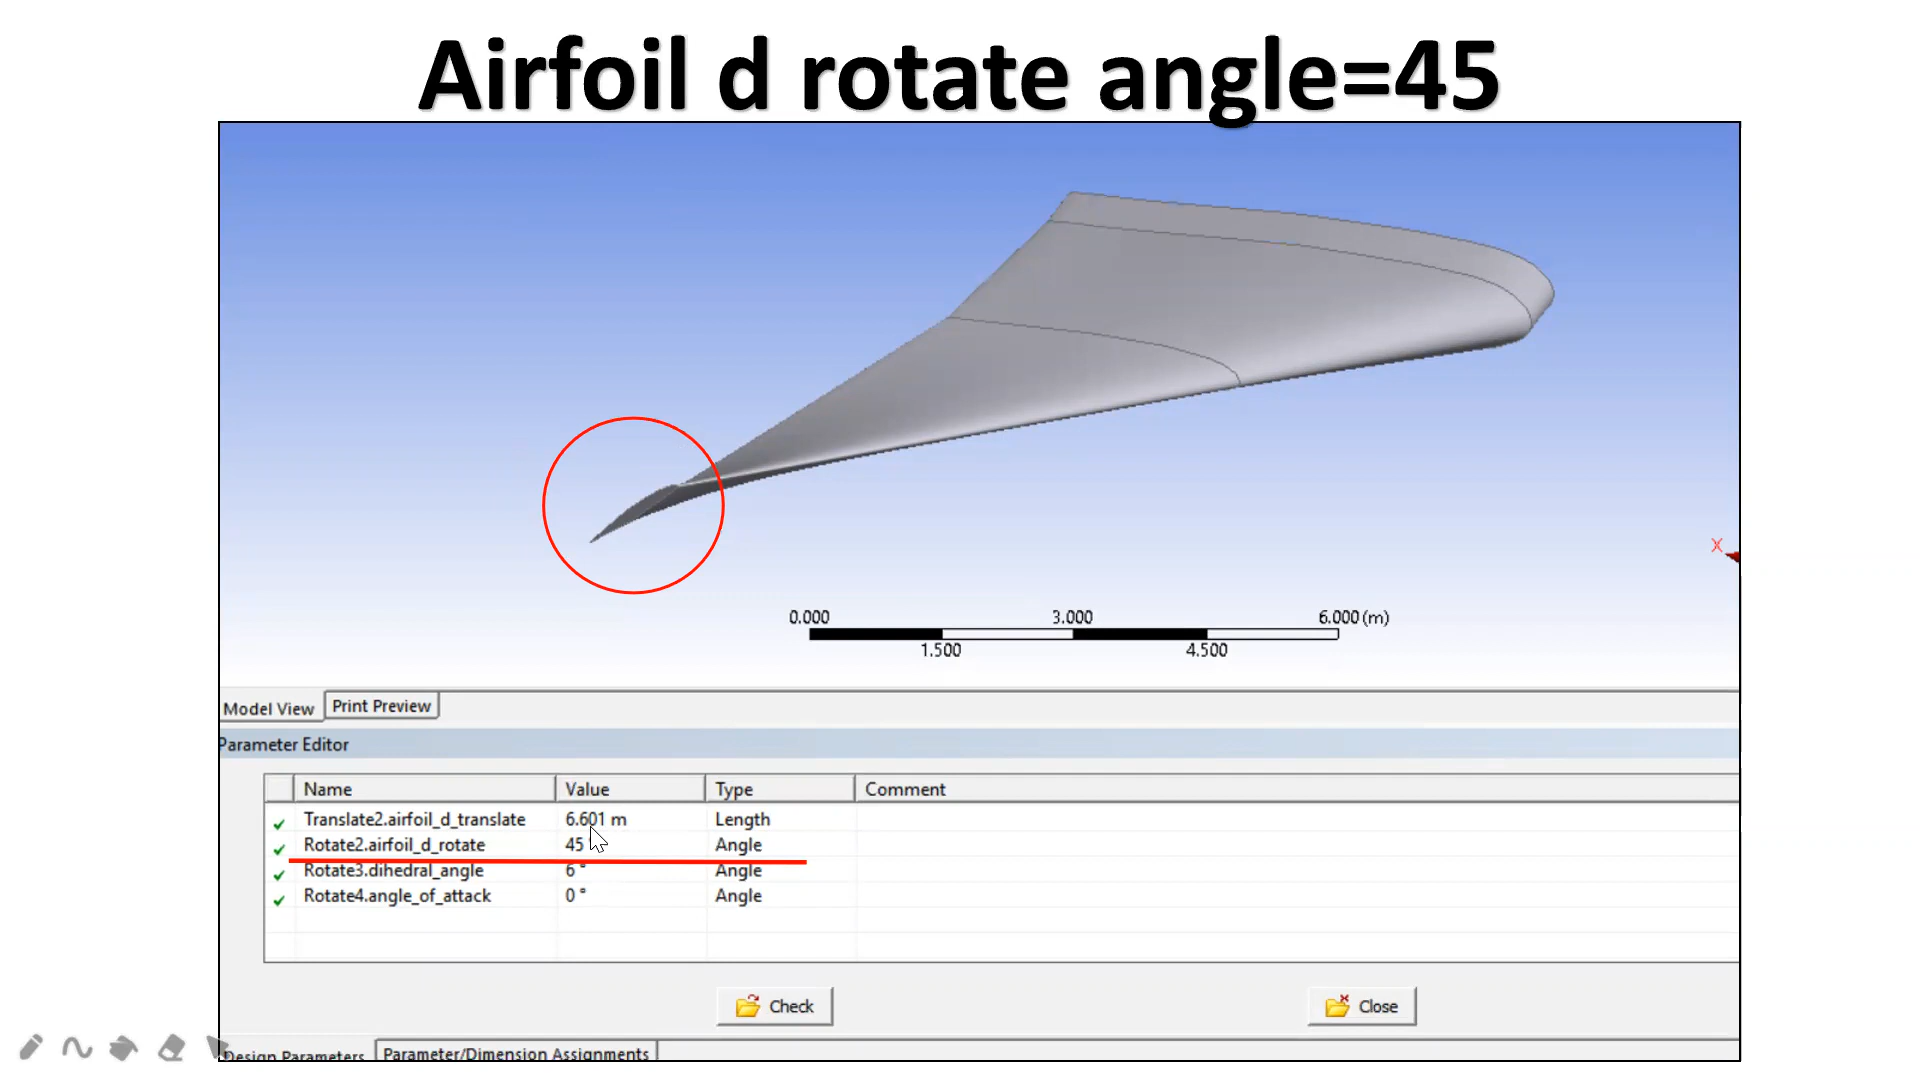 Airfoil d rotate angle=45
X
0.000 3.000 6.000 (m)
1.500 4.500
Model View Print Preview
Parameter Editor
Name Value Type Comment
Translate2.airfoil_d_translate 6.601 m Length
Rotate2.airfoil_d_rotate 45 Angle
Rotate3.dihedral_angle 6 ° Angle
Rotate4.angle_of_attack 0 ° Angle
Check Close
Design Parameters Parameter/Dimension Assignments